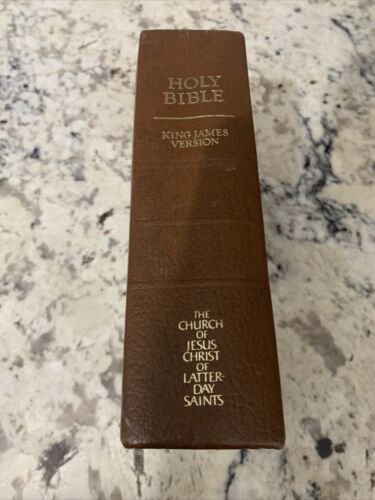 HOLY
BIBLE
KING JAMES
VERSION
THE
CHURCH
OF
JESUS
CHRIST
OF
LATTER-
DAY
SAINTS